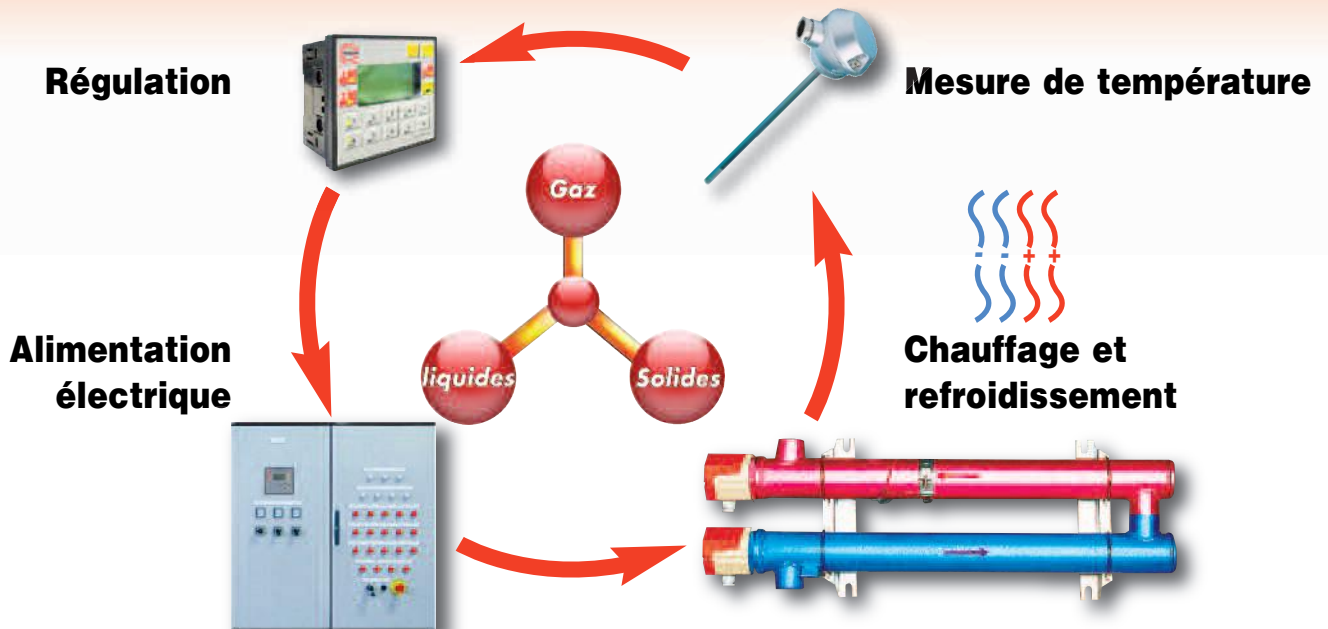 Régulation
Mesure de température
Gaz
liquides
Solides
Alimentation
électrique
Chauffage et
refroidissement